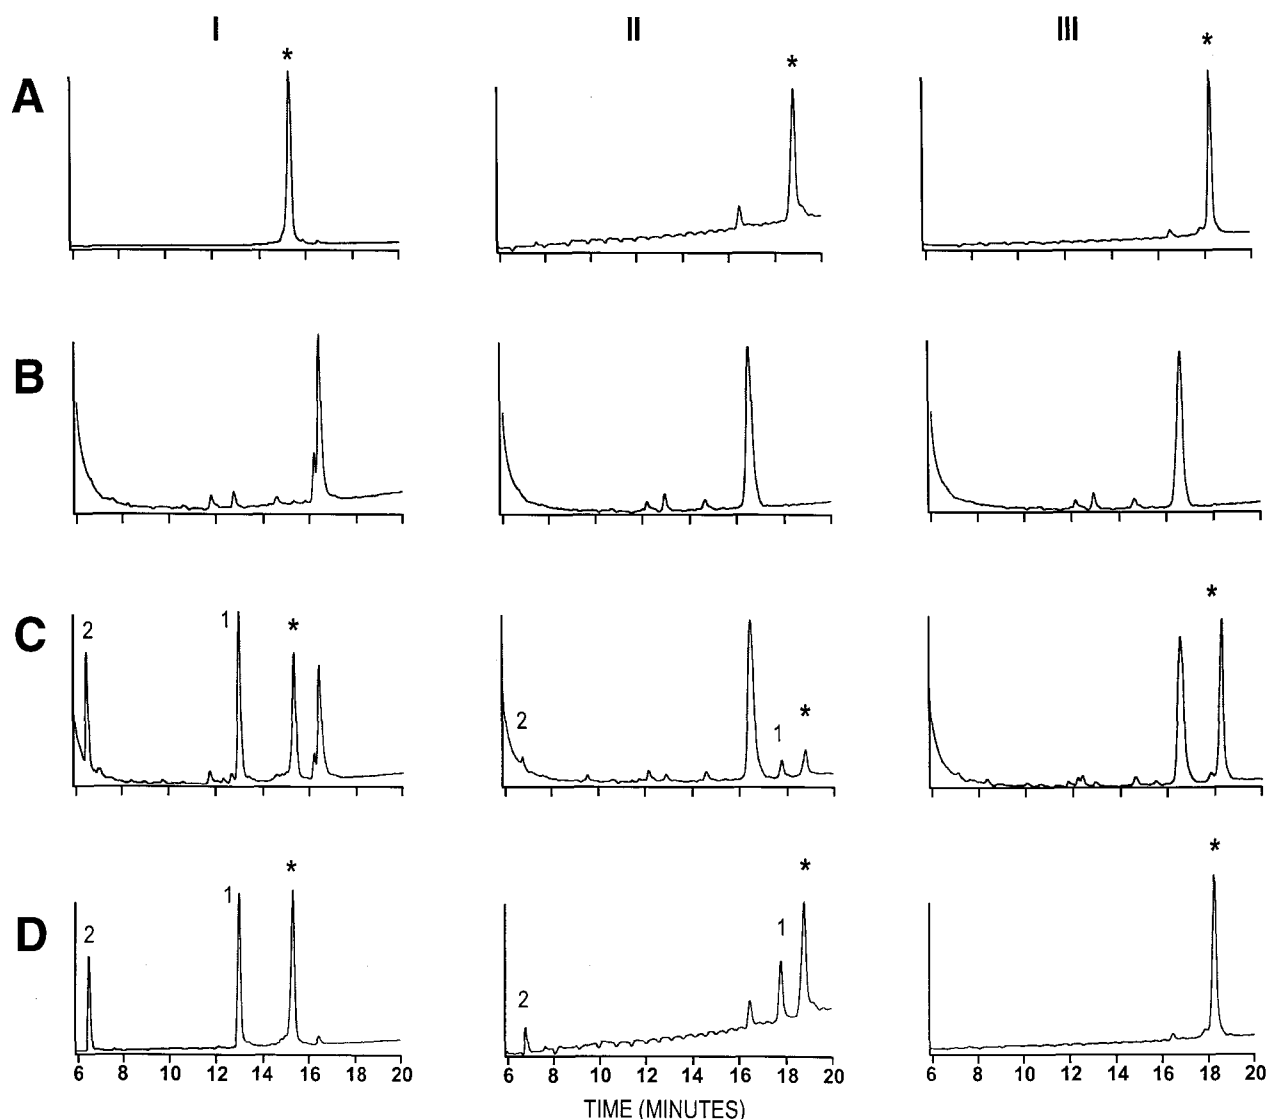 I II III
* * *
A
B
2 1 * 2 1 * *
C
2 1 * 2 1 * *
D
6 8 10 12 14 16 18 20 6 8 10 12 14 16 18 20 6 8 10 12 14 16 18 20
TIME (MINUTES)